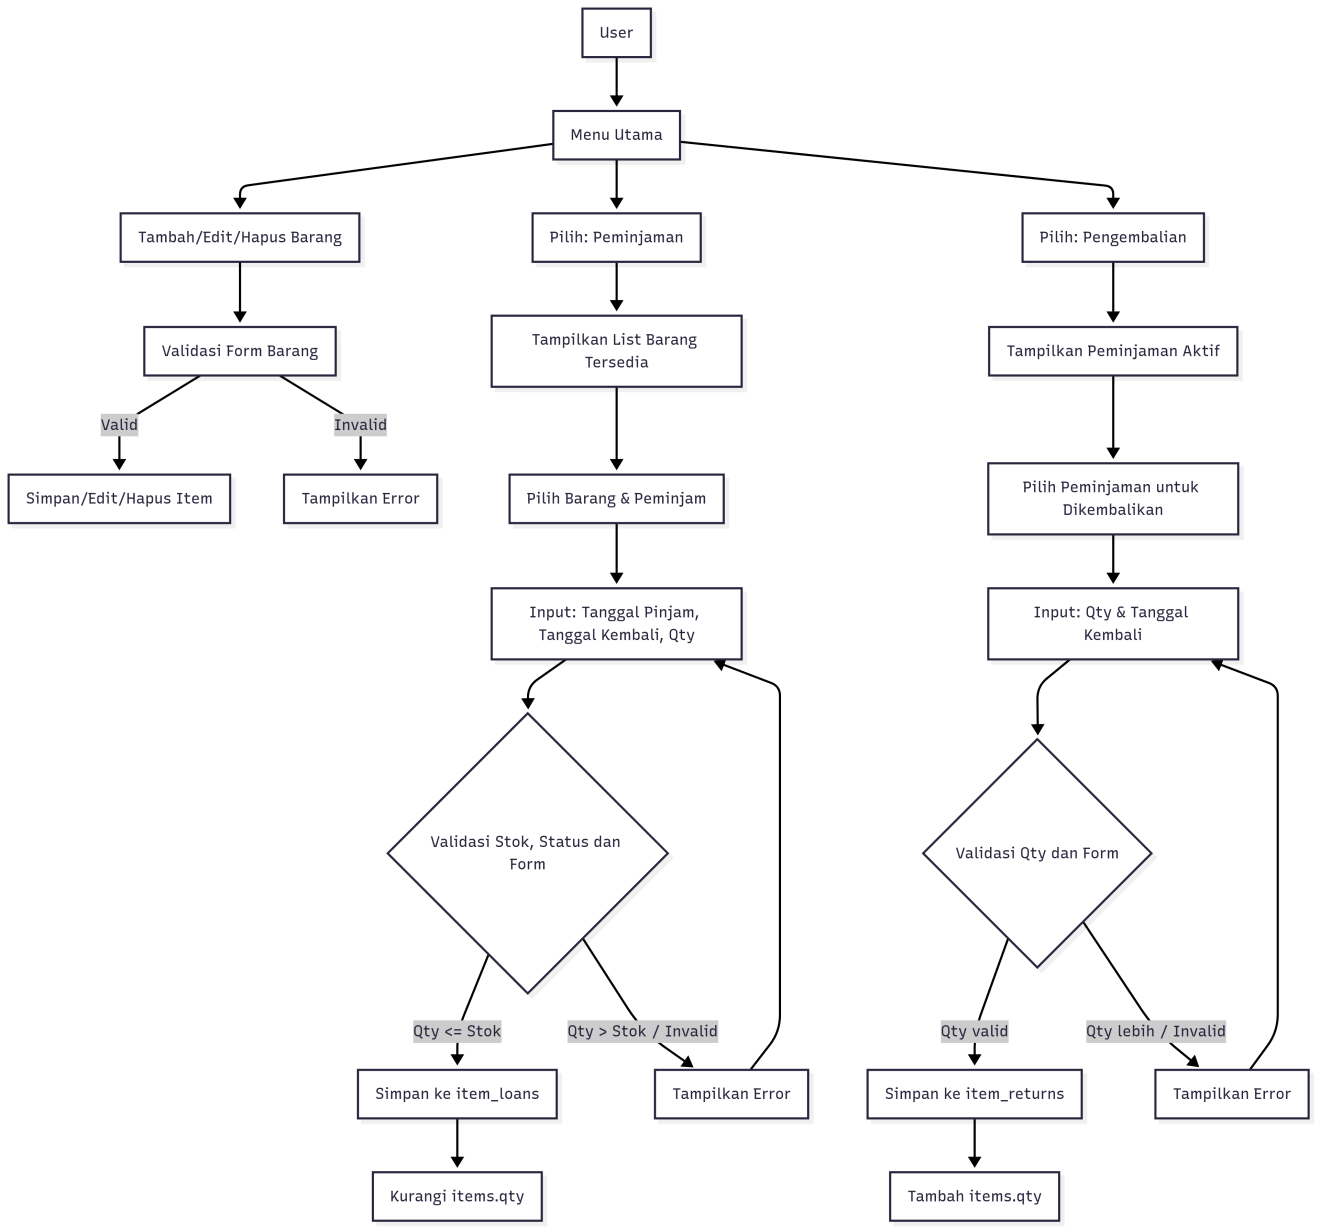 User
Menu Utama
Tambah/Edit/Hapus Barang
Pilih: Peminjaman
Pilih: Pengembalian
Validasi Form Barang
Tampilkan List Barang
Tersedia
Tampilkan Peminjaman Aktif
Valid
Invalid
Simpan/Edit/Hapus Item
Tampilkan Error
Pilih Barang & Peminjam
Pilih Peminjaman untuk
Dikembalikan
Input: Tanggal Pinjam,
Tanggal Kembali, Qty
Input: Qty & Tanggal
Kembali
Validasi Stok, Status dan
Form
Validasi Qty dan Form
Qty <= Stok
Qty > Stok / Invalid
Qty valid
Qty lebih / Invalid
Simpan ke item_loans
Tampilkan Error
Simpan ke item_returns
Tampilkan Error
Kurangi items.qty
Tambah items.qty